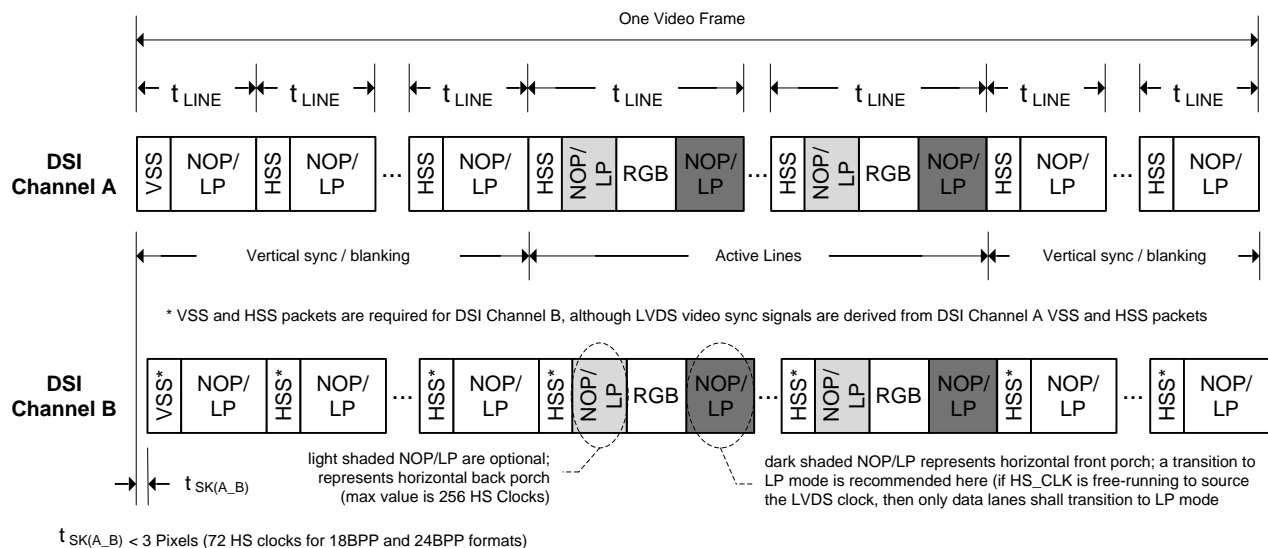 One Video Frame
t LINE t LINE t LINE t LINE t LINE t LINE t LINE
DSI
Channel A
VSS NOP/
LP HSS NOP/
LP ... HSS NOP/
LP HSS NOP/
LP RGB NOP/
LP ... HSS NOP/
LP RGB NOP/
LP HSS NOP/
LP ... HSS NOP/
LP
Vertical sync / blanking Active Lines Vertical sync / blanking
* VSS and HSS packets are required for DSI Channel B, although LVDS video sync signals are derived from DSI Channel A VSS and HSS packets
DSI
Channel B
VSS* NOP/
LP HSS* NOP/
LP ... HSS* NOP/
LP HSS* NOP/
LP RGB NOP/
LP ... HSS* NOP/
LP RGB NOP/
LP HSS* NOP/
LP ... HSS* NOP/
LP
t SK(A_B)
light shaded NOP/LP are optional;
represents horizontal back porch
(max value is 256 HS Clocks)
dark shaded NOP/LP represents horizontal front porch; a transition to
LP mode is recommended here (if HS_CLK is free-running to source
the LVDS clock, then only data lanes shall transition to LP mode
t SK(A_B) < 3 Pixels (72 HS clocks for 18BPP and 24BPP formats)